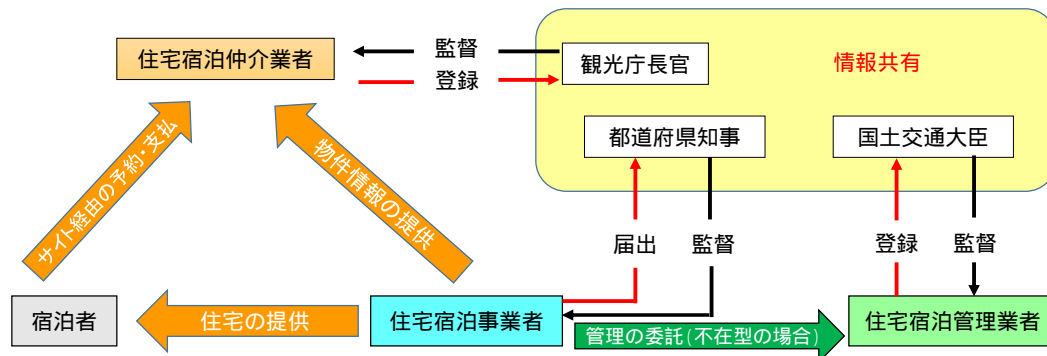 住宅宿泊仲介業者
監督
登録
観光庁長官
情報共有
都道府県知事
国土交通大臣
サイト経由の予約・支払
物件情報の提供
届出
監督
登録
監督
宿泊者
住宅の提供
住宅宿泊事業者
管理の委託(不在型の場合)
住宅宿泊管理業者